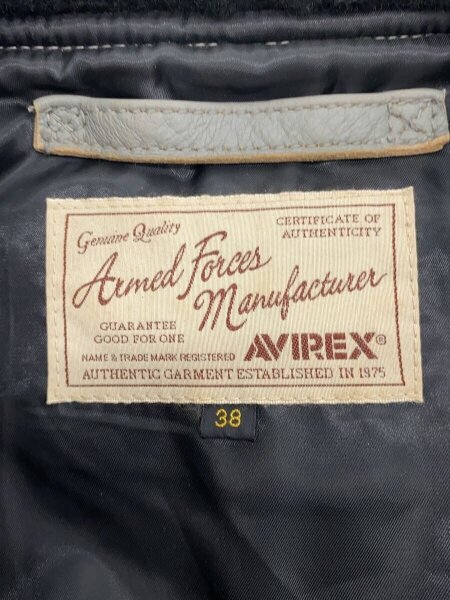 Genuine Quality
CERTIFICATE OF
AUTHENTICITY
Armed Forces
Manufacturer
GUARANTEE
GOOD FOR ONE
NAME & TRADE MARK REGISTERED
AVIREX®
AUTHENTIC GARMENT ESTABLISHED IN 1975
38